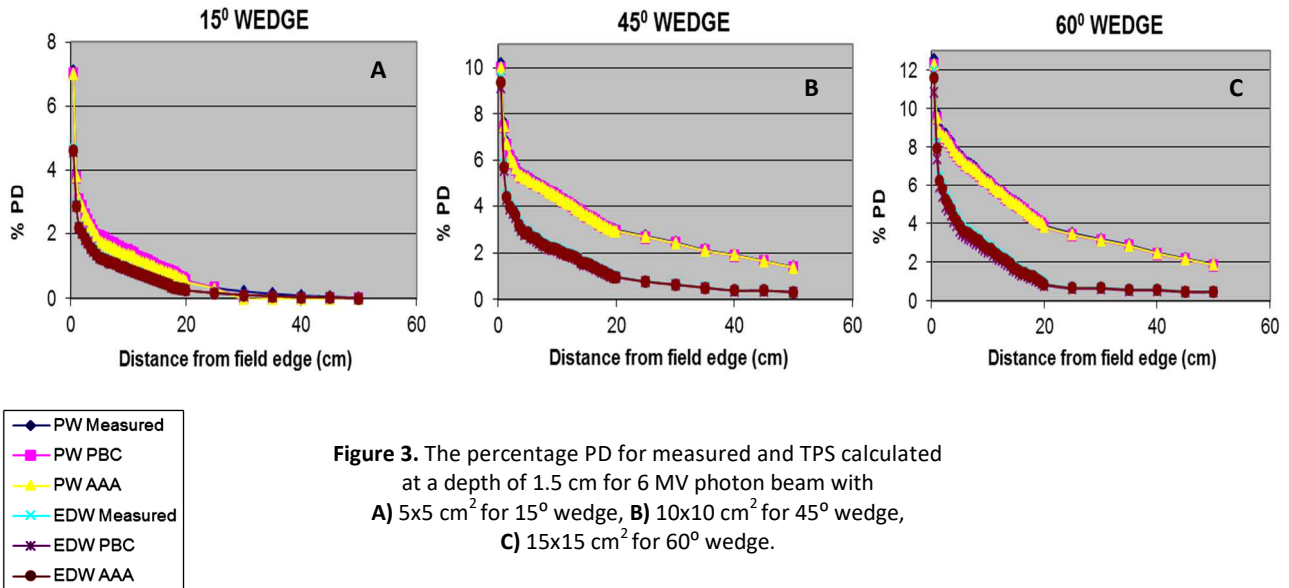 15⁰ WEDGE
8
6
4
2
0
% PD
A
0
20
40
60
Distance from field edge (cm)
45⁰ WEDGE
10
8
6
4
2
0
% PD
B
0
20
40
60
Distance from field edge (cm)
60⁰ WEDGE
12
10
8
6
4
2
0
% PD
C
0
20
40
60
Distance from field edge (cm)
PW Measured
PW PBC
PW AAA
EDW Measured
EDW PBC
EDW AAA
Figure 3. The percentage PD for measured and TPS calculated
at a depth of 1.5 cm for 6 MV photon beam with
A) 5x5 cm² for 15º wedge, B) 10x10 cm² for 45º wedge,
C) 15x15 cm² for 60º wedge.